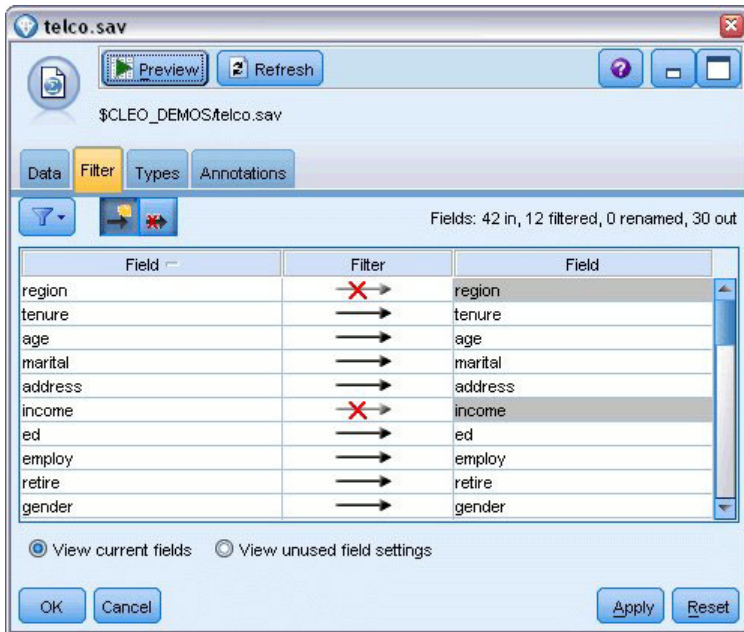 telco.sav
Preview Refresh
$CLEO_DEMOS/telco.sav
Data Filter Types Annotations
Fields: 42 in, 12 filtered, 0 renamed, 30 out
Field Filter Field
region region
tenure tenure
age age
marital marital
address address
income income
ed ed
employ employ
retire retire
gender gender
View current fields View unused field settings
OK Cancel Apply Reset